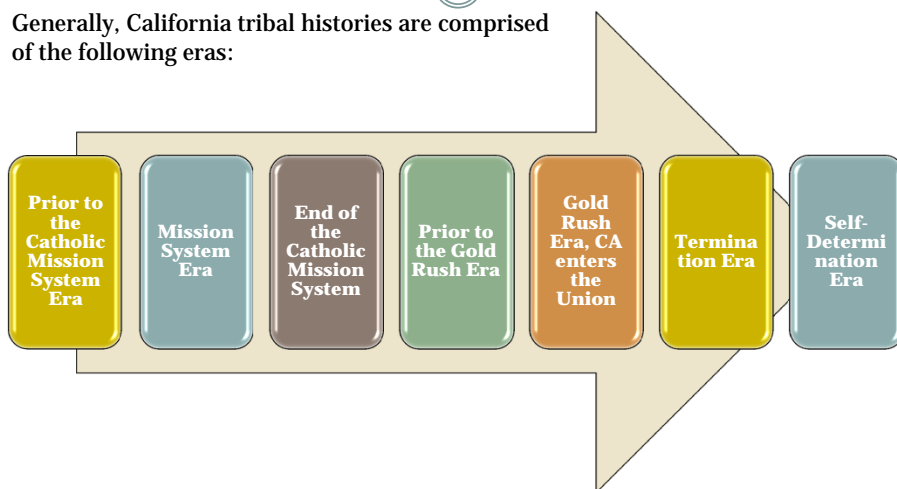 Generally, California tribal histories are comprised
of the following eras:
Prior to
the
Catholic
Mission
System
Era
Mission
System
Era
End of
the
Catholic
Mission
System
Prior to
the Gold
Rush Era
Gold
Rush
Era, CA
enters
the
Union
Termina
tion Era
Self-
Determi
nation
Era